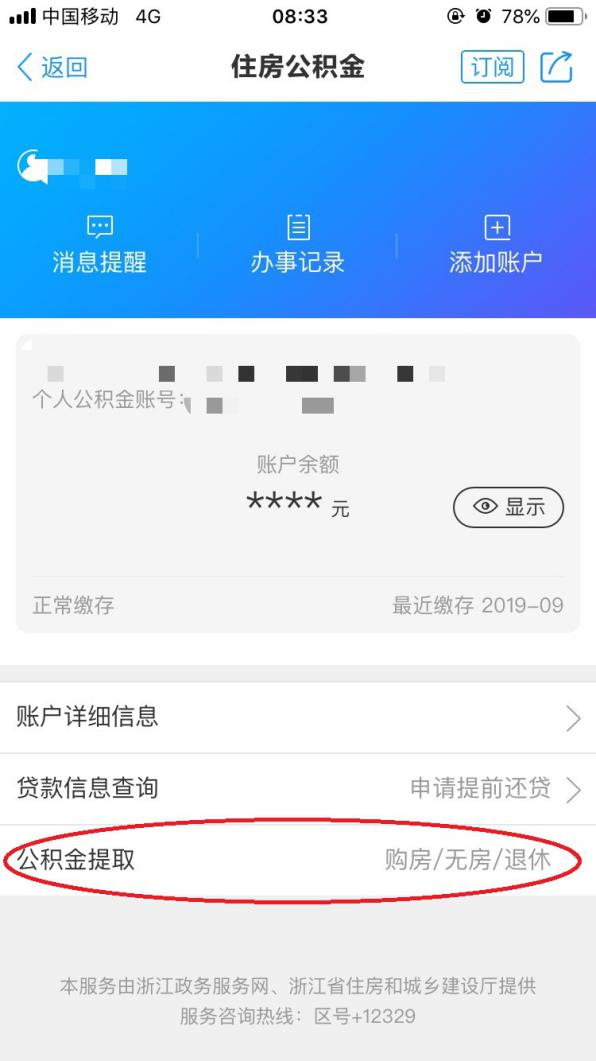 中国移动 4G 08:33 78%
返回 住房公积金 订阅
消息提醒 办事记录 添加账户
个人公积金账号:
账户余额
**** 元 显示
正常缴存 最近缴存 2019-09
账户详细信息
贷款信息查询 申请提前还贷
公积金提取 购房/无房/退休
本服务由浙江政务服务网、浙江省住房和城乡建设厅提供
服务咨询热线：区号+12329